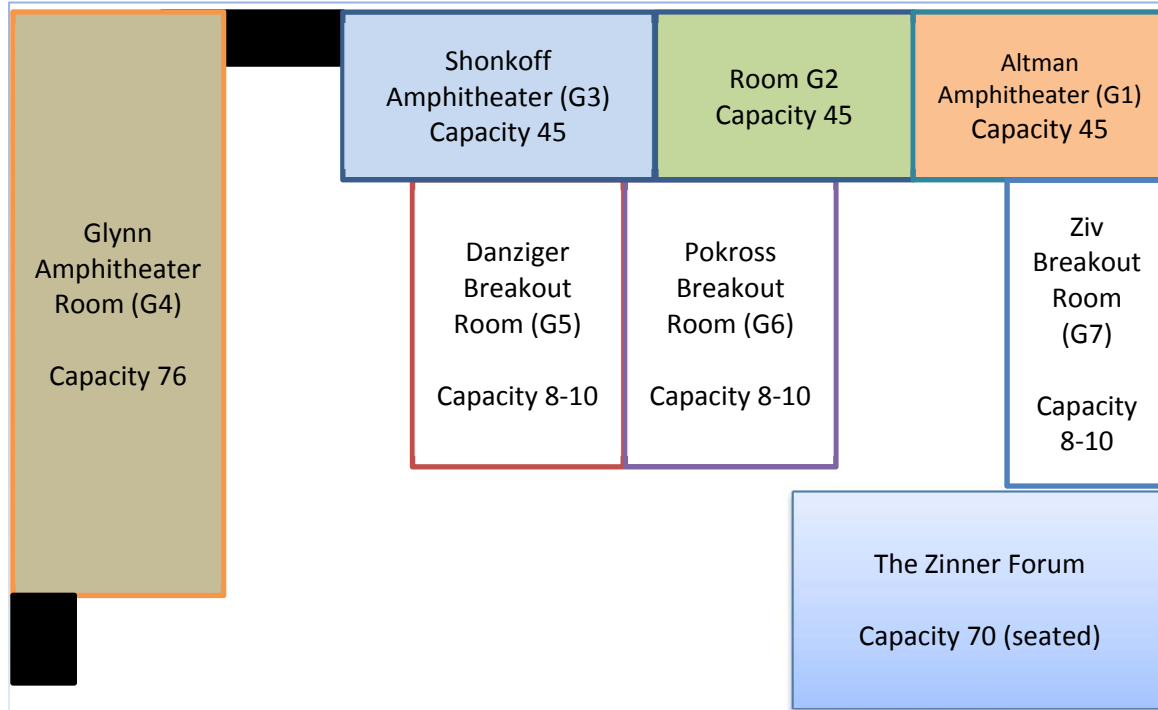 Shonkoff
Amphitheater (G3)
Capacity 45
Room G2
Capacity 45
Altman
Amphitheater (G1)
Capacity 45
Glynn
Amphitheater
Room (G4)
Capacity 76
Danziger
Breakout
Room (G5)
Capacity 8-10
Pokross
Breakout
Room (G6)
Capacity 8-10
Ziv
Breakout
Room
(G7)
Capacity
8-10
The Zinner Forum
Capacity 70 (seated)